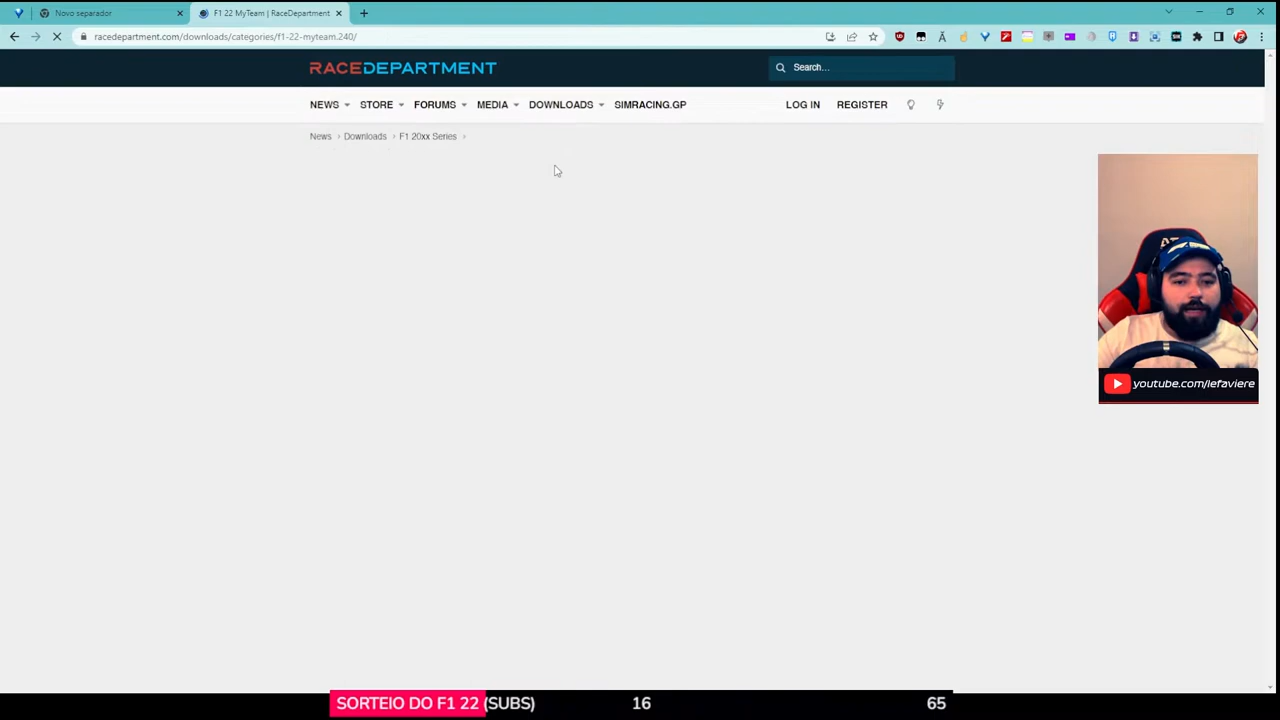 Novo separador
F1 22 MyTeam | RaceDepartment
racedepartment.com/downloads/categories/f1-22-myteam.240/
RACEDEPARTMENT
Search...
NEWS STORE FORUMS MEDIA DOWNLOADS SIMRACING.GP LOG IN REGISTER
News > Downloads > F1 20xx Series >
youtube.com/lefaviere
SORTEIO DO F1 22 (SUBS) 16 65